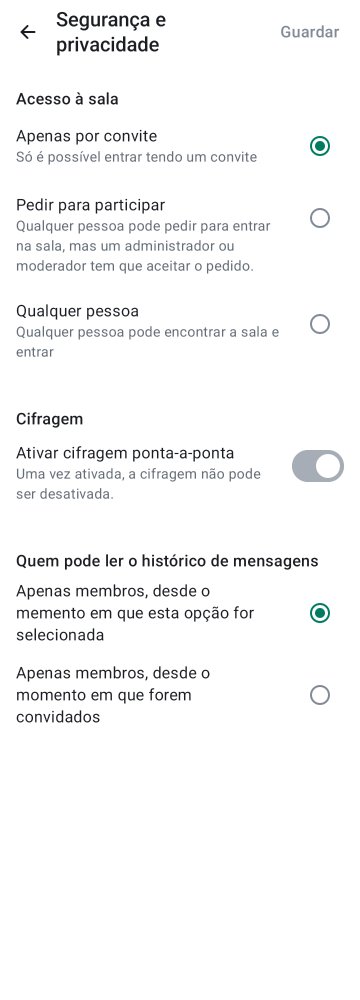 Segurança e
privacidade
Guardar
Acesso à sala
Apenas por convite
Só é possível entrar tendo um convite
Pedir para participar
Qualquer pessoa pode pedir para entrar
na sala, mas um administrador ou
moderador tem que aceitar o pedido.
Qualquer pessoa
Qualquer pessoa pode encontrar a sala e
entrar
Cifragem
Ativar cifragem ponta-a-ponta
Uma vez ativada, a cifragem não pode
ser desativada.
Quem pode ler o histórico de mensagens
Apenas membros, desde o
memento em que esta opção for
selecionada
Apenas membros, desde o
momento em que forem
convidados